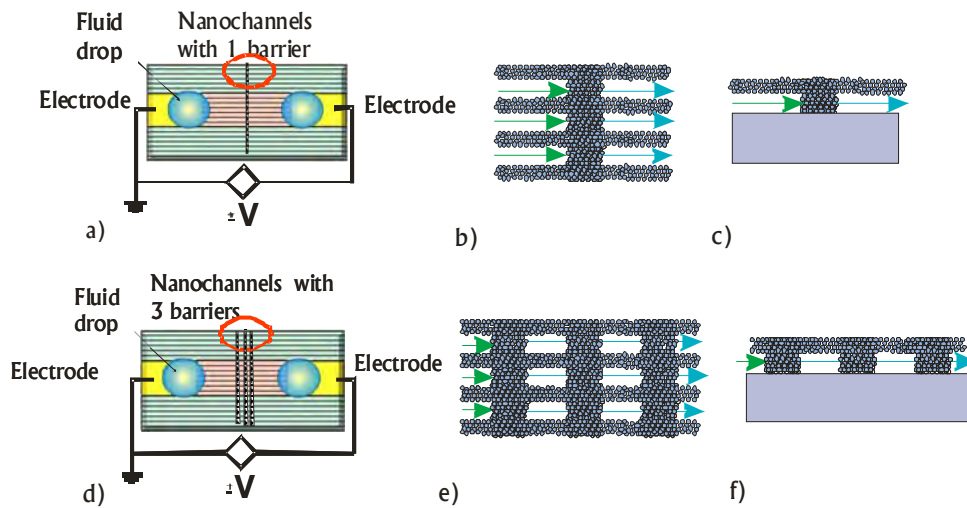 Fluid
drop
Nanochannels
with 1 barrier
Electrode
Electrode
±V
a)
b)
c)
Nanochannels with
3 barriers
Fluid
drop
Electrode
Electrode
±V
d)
e)
f)